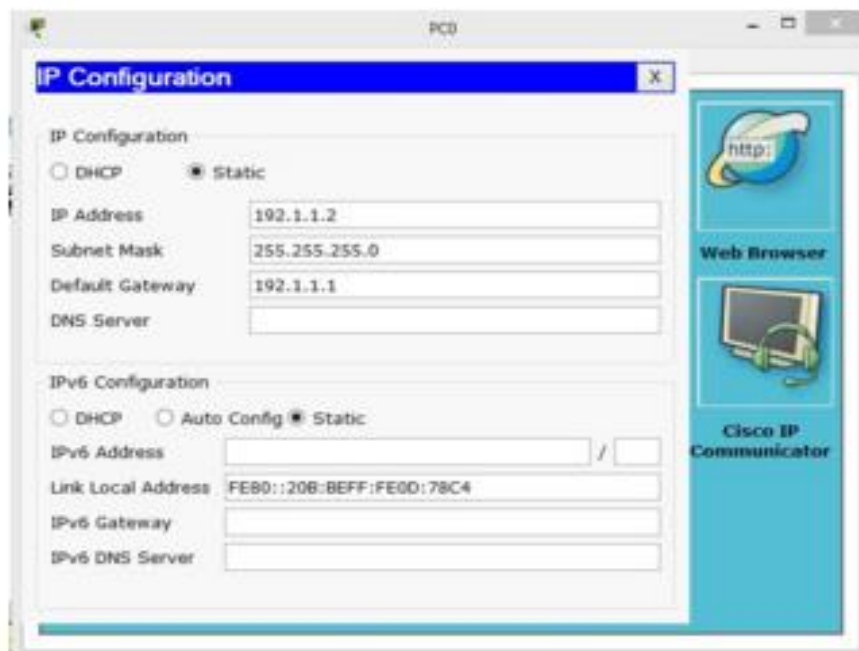 PC0
IP Configuration X
IP Configuration
DHCP Static
IP Address 192.1.1.2
Subnet Mask 255.255.255.0
Default Gateway 192.1.1.1
DNS Server
IPv6 Configuration
DHCP Auto Config Static
IPv6 Address /
Link Local Address FE80::20B:BEFF:FE0D:78C4
IPv6 Gateway
IPv6 DNS Server
http:
Web Browser
Cisco IP
Communicator